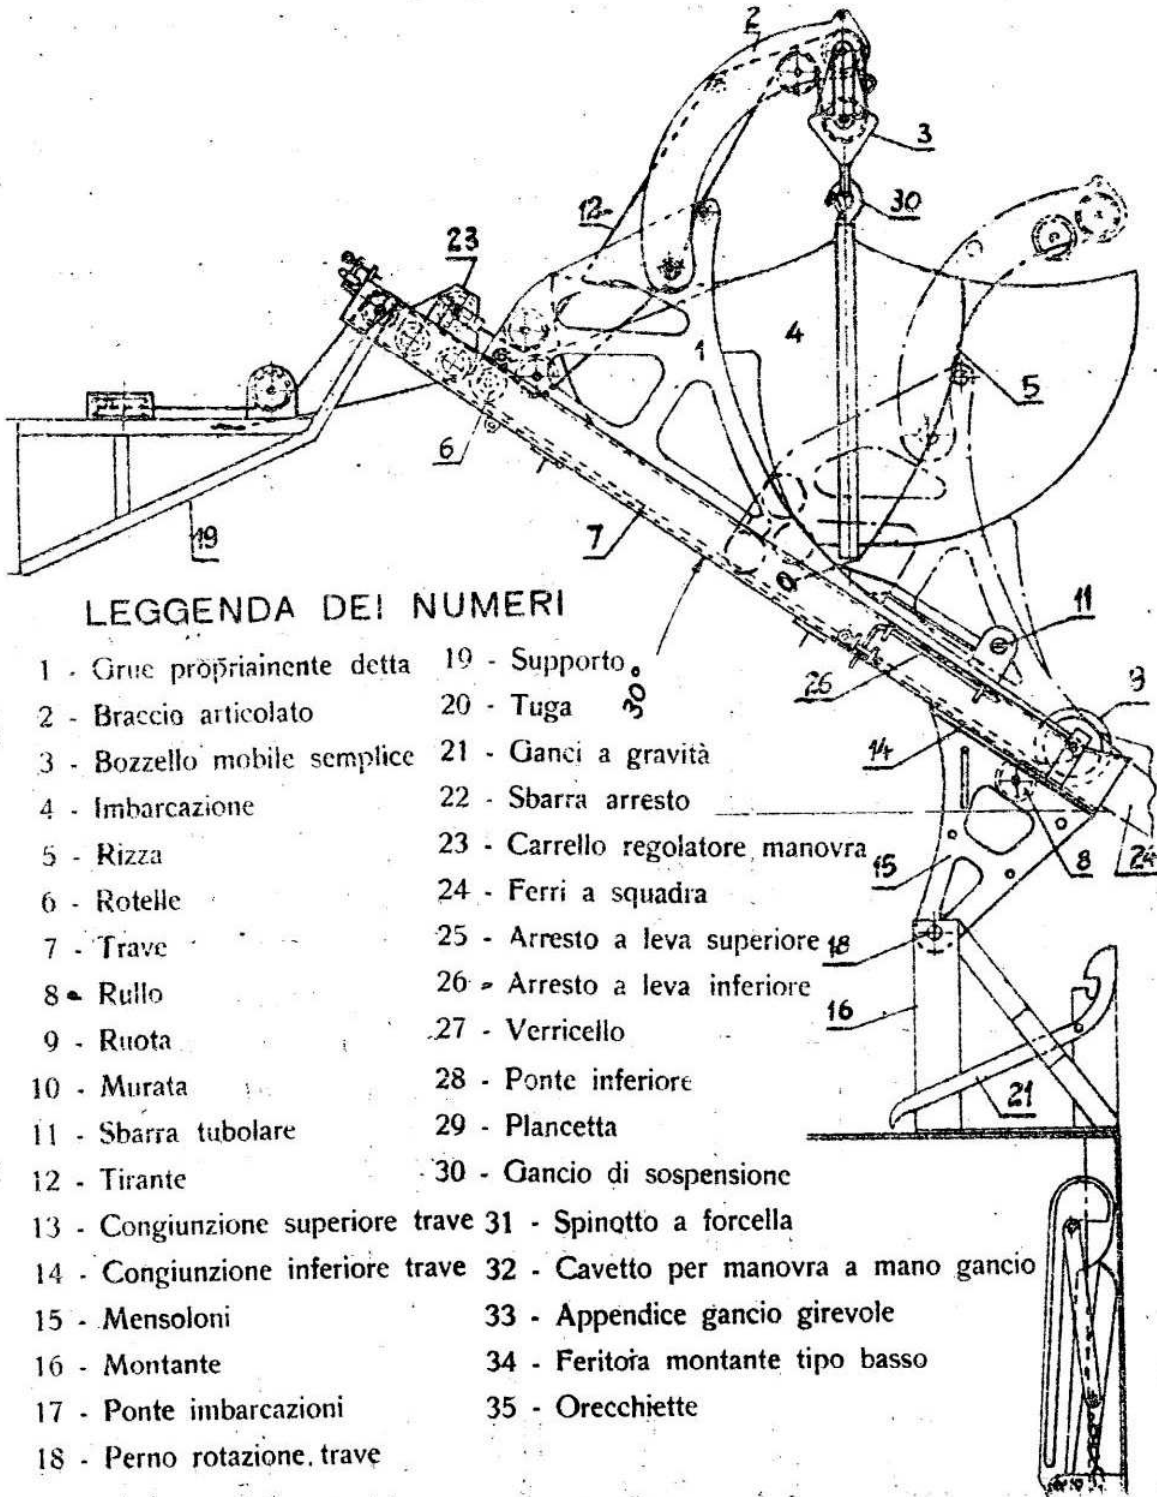 2
3
30
12
23
4
1
5
6
7
19
11
LEGGENDA DEI NUMERI
26
9
30°
14
15
8
24
18
16
21
1 - Grue propriamente detta
2 - Braccio articolato
3 - Bozzello mobile semplice
4 - Imbarcazione
5 - Rizza
6 - Rotelle
7 - Trave
8 - Rullo
9 - Ruota
10 - Murata
11 - Sbarra tubolare
12 - Tirante
13 - Congiunzione superiore trave
14 - Congiunzione inferiore trave
15 - Mensoloni
16 - Montante
17 - Ponte imbarcazioni
18 - Perno rotazione. trave
19 - Supporto
20 - Tuga
21 - Ganci a gravità
22 - Sbarra arresto
23 - Carrello regolatore manovra
24 - Ferri a squadra
25 - Arresto a leva superiore
26 - Arresto a leva inferiore
27 - Verricello
28 - Ponte inferiore
29 - Plancetta
30 - Gancio di sospensione
31 - Spinotto a forcella
32 - Cavetto per manovra a mano gancio
33 - Appendice gancio girevole
34 - Feritoia montante tipo basso
35 - Orecchiette